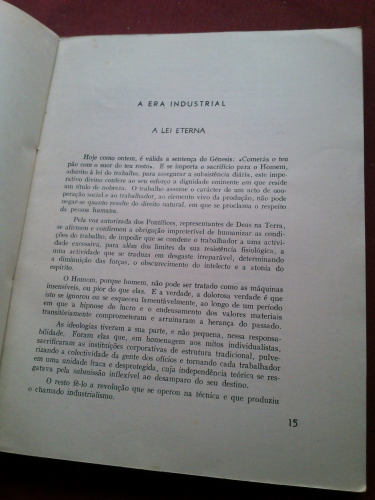 A ERA INDUSTRIAL
A LEI ETERNA
Hoje como ontem, é válida a sentença do Génesis: «Comerás o teu
pão com o suor do teu rosto». E se importa o sacrifício para o Homem,
adstrito à lei do trabalho, para assegurar a subsistência diária, este impe-
rativo divino confere ao seu esforço a dignidade eminente em que reside
um título de nobreza. O trabalho assume o carácter um acto de coo-
peração social e ao trabalhador, ao elemento vivo da produção, não pode
negar-se quanto resulte do direito natural, em que se proclama o respeito
da pessoa humana.
Pela voz autorizada dos Pontífices, representantes de Deus na Terra,
se afirmou e confirmou a obrigação imperativa de humanizar as condi-
ções do trabalho, de impedir que se condene o trabalhador a uma activi-
dade excessiva, para além dos limites da sua resistência fisiológica, a
uma actividade que se traduza em desgaste irreparável, determinando
a diminuição das forças, o obscurecimento do intelecto e a atonia do
espírito.
O Homem, porque homem, não pode ser tratado como as máquinas
insensíveis, ou pior do que elas. E a verdade, a dolorosa verdade é que
isto se ignorou ou se esqueceu lamentàvelmente, ao longo de um período
em que a hipnose do lucro e o endeusamento dos valores materiais
transitòriamente comprometeram e arruinaram a herança do passado.
As ideologias tiveram a sua parte, e não pequena, nessa responsa-
bilidade. Foram elas que, em homenagem aos mitos individualistas,
sacrificaram as instituições corporativas de estrutura tradicional, pulve-
rizando a colectividade da gente dos ofícios e tornando cada trabalhador
em uma unidade fraca e desprotegida, cuja independência teórica se res-
gatava pela submissão inflexível ao desamparo do seu destino.
O resto fê-lo a revolução que se operou na técnica e que produziu
o chamado industrialismo.
15